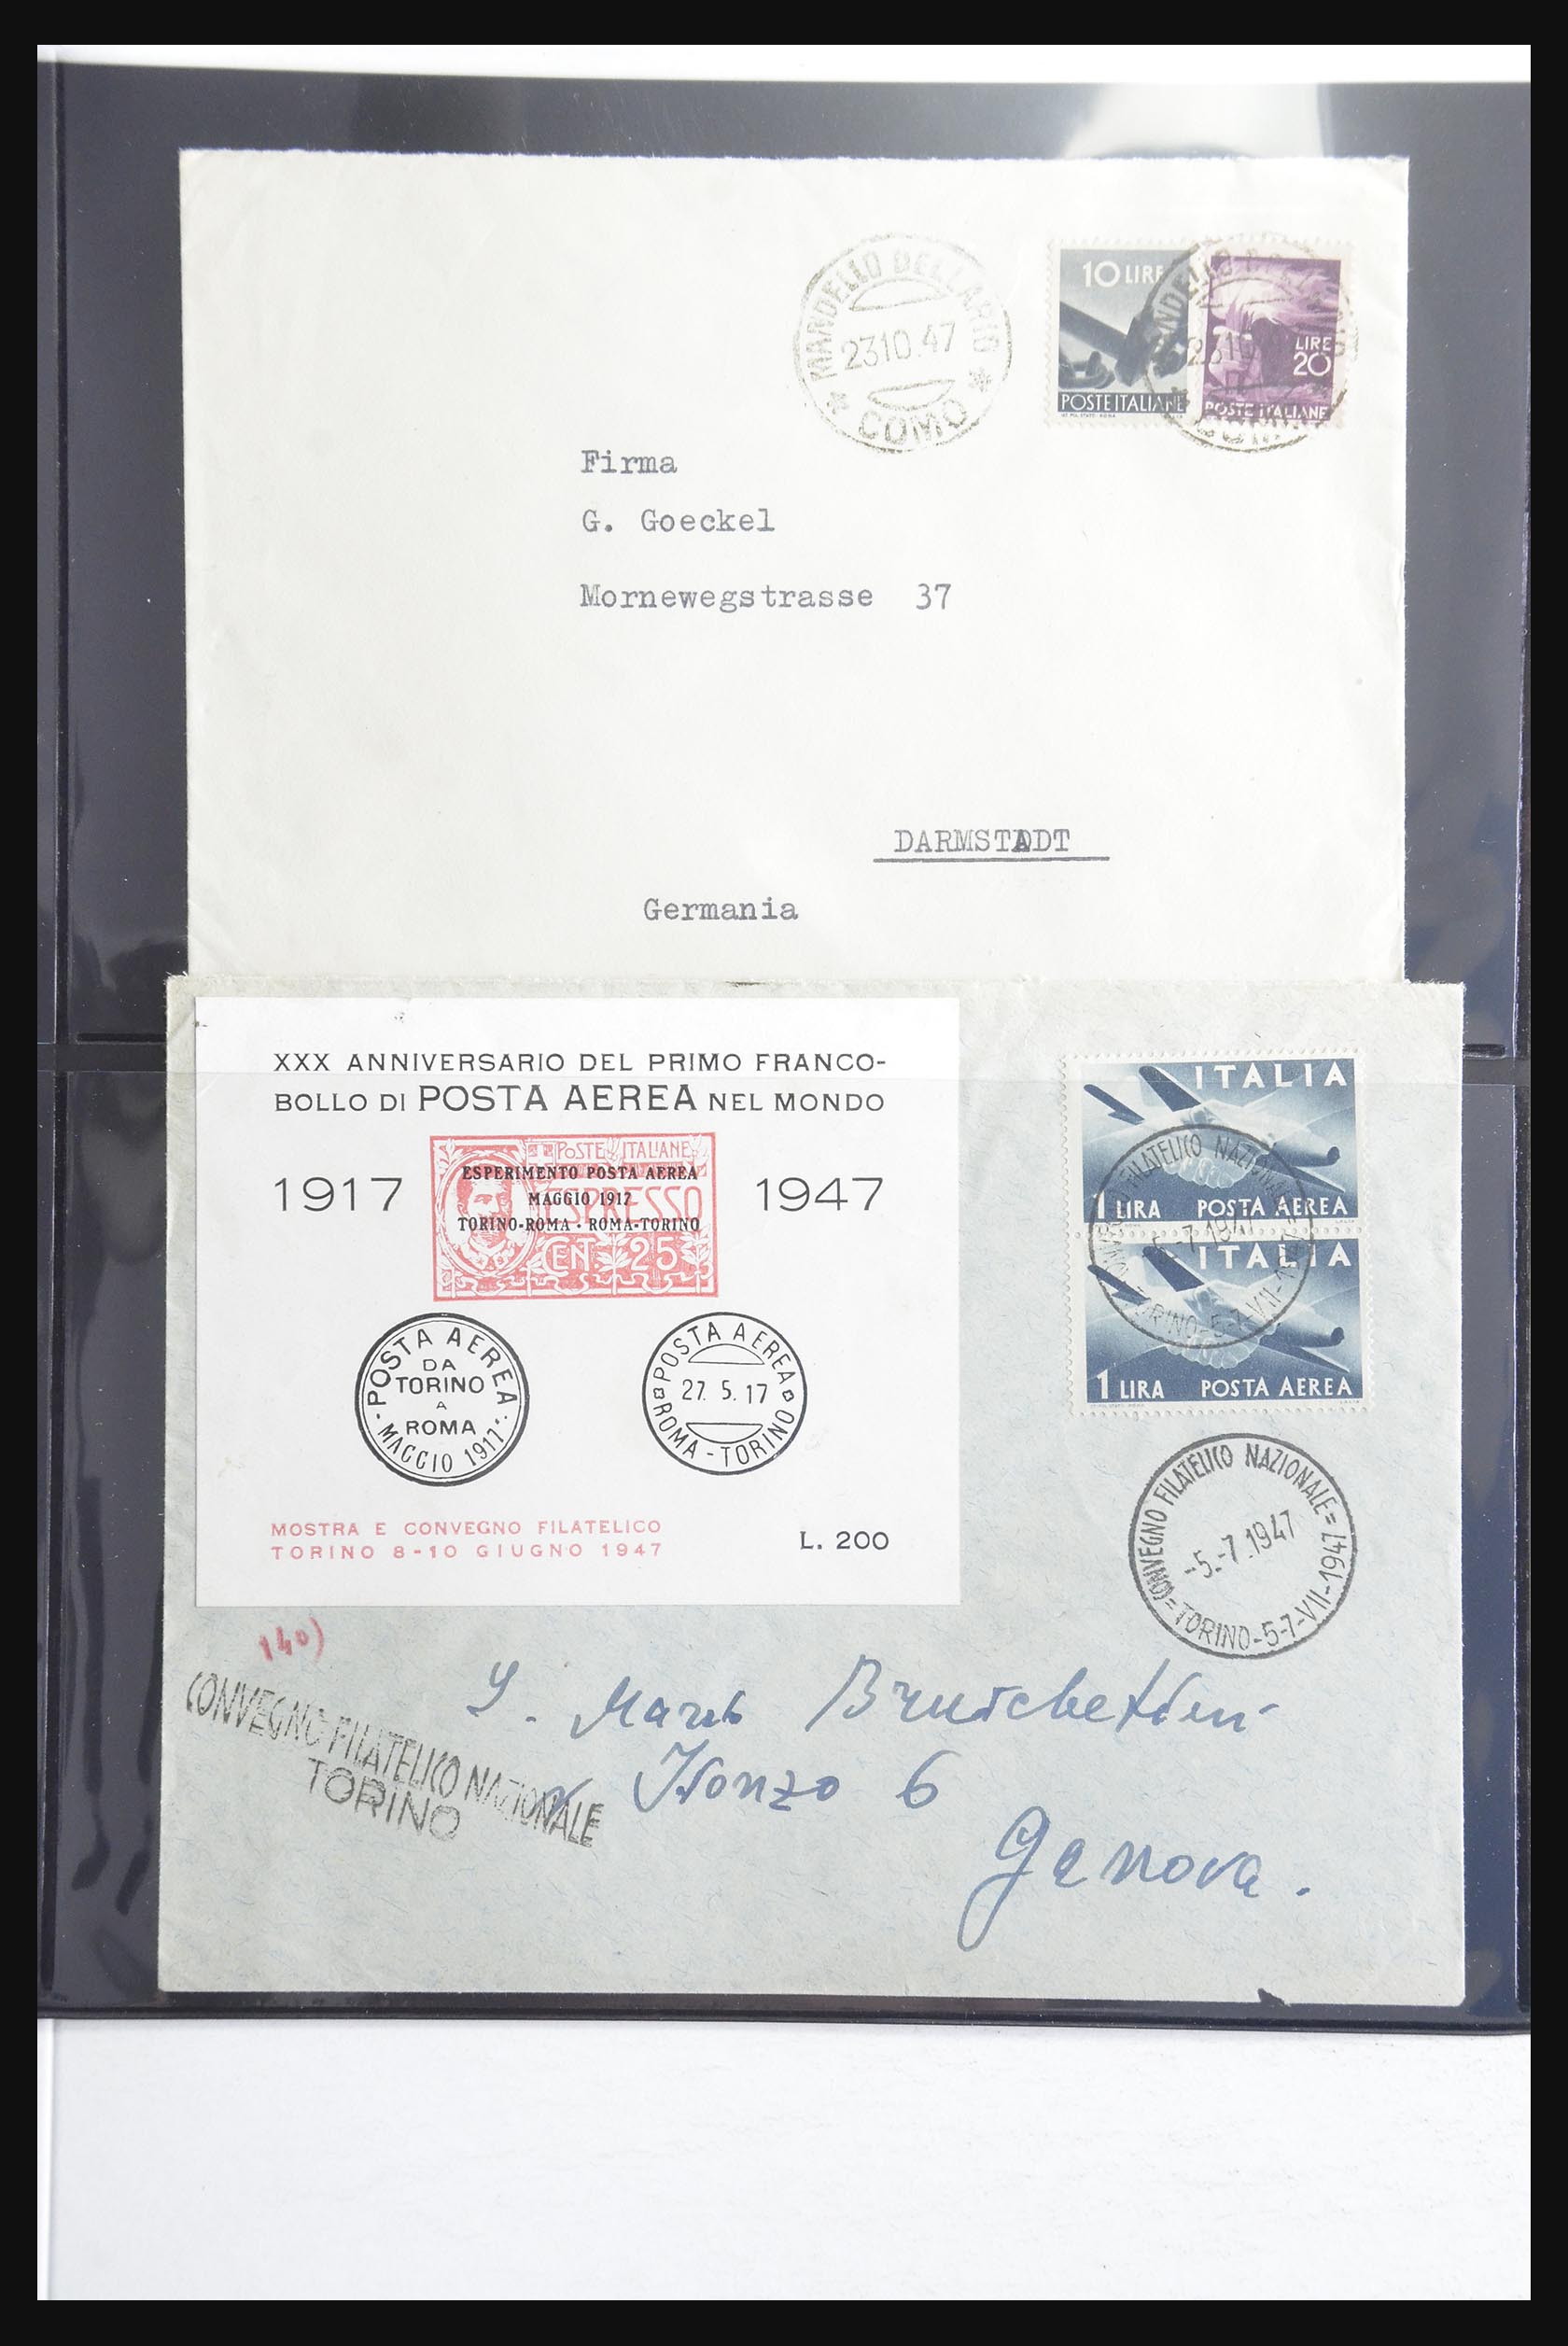 MANDELLO DEL LARIO
23 10. 47
COMO
10 LIRE
POSTE ITALIANE
LIRE
20
POSTE ITALIANE
Firma
G. Goeckel
Mornewegstrasse 37
DARMSTADT
Germania
XXX ANNIVERSARIO DEL PRIMO FRANCO-
BOLLO DI POSTA AEREA NEL MONDO
1917
1947
POSTE ITALIANE
ESPERIMENTO POSTA AEREA
MAGGIO 1917
TORINO-ROMA · ROMA-TORINO
ESPRESSO
CENT 25
POSTA AEREA
DA
TORINO
A
ROMA
MAGGIO 1917
POSTA AEREA
27. 5. 17
ROMA-TORINO
MOSTRA E CONVEGNO FILATELICO
TORINO 8-10 GIUGNO 1947
L. 200
ITALIA
1 LIRA POSTA AEREA
ITALIA
1 LIRA POSTA AEREA
CONVEGNO FILATELICO NAZIONALE=
-5.-7.1947
=TORINO-5-7-VII-1947
140)
CONVEGNO FILATELICO NAZIONALE
TORINO
Isonzo 6
Genova.